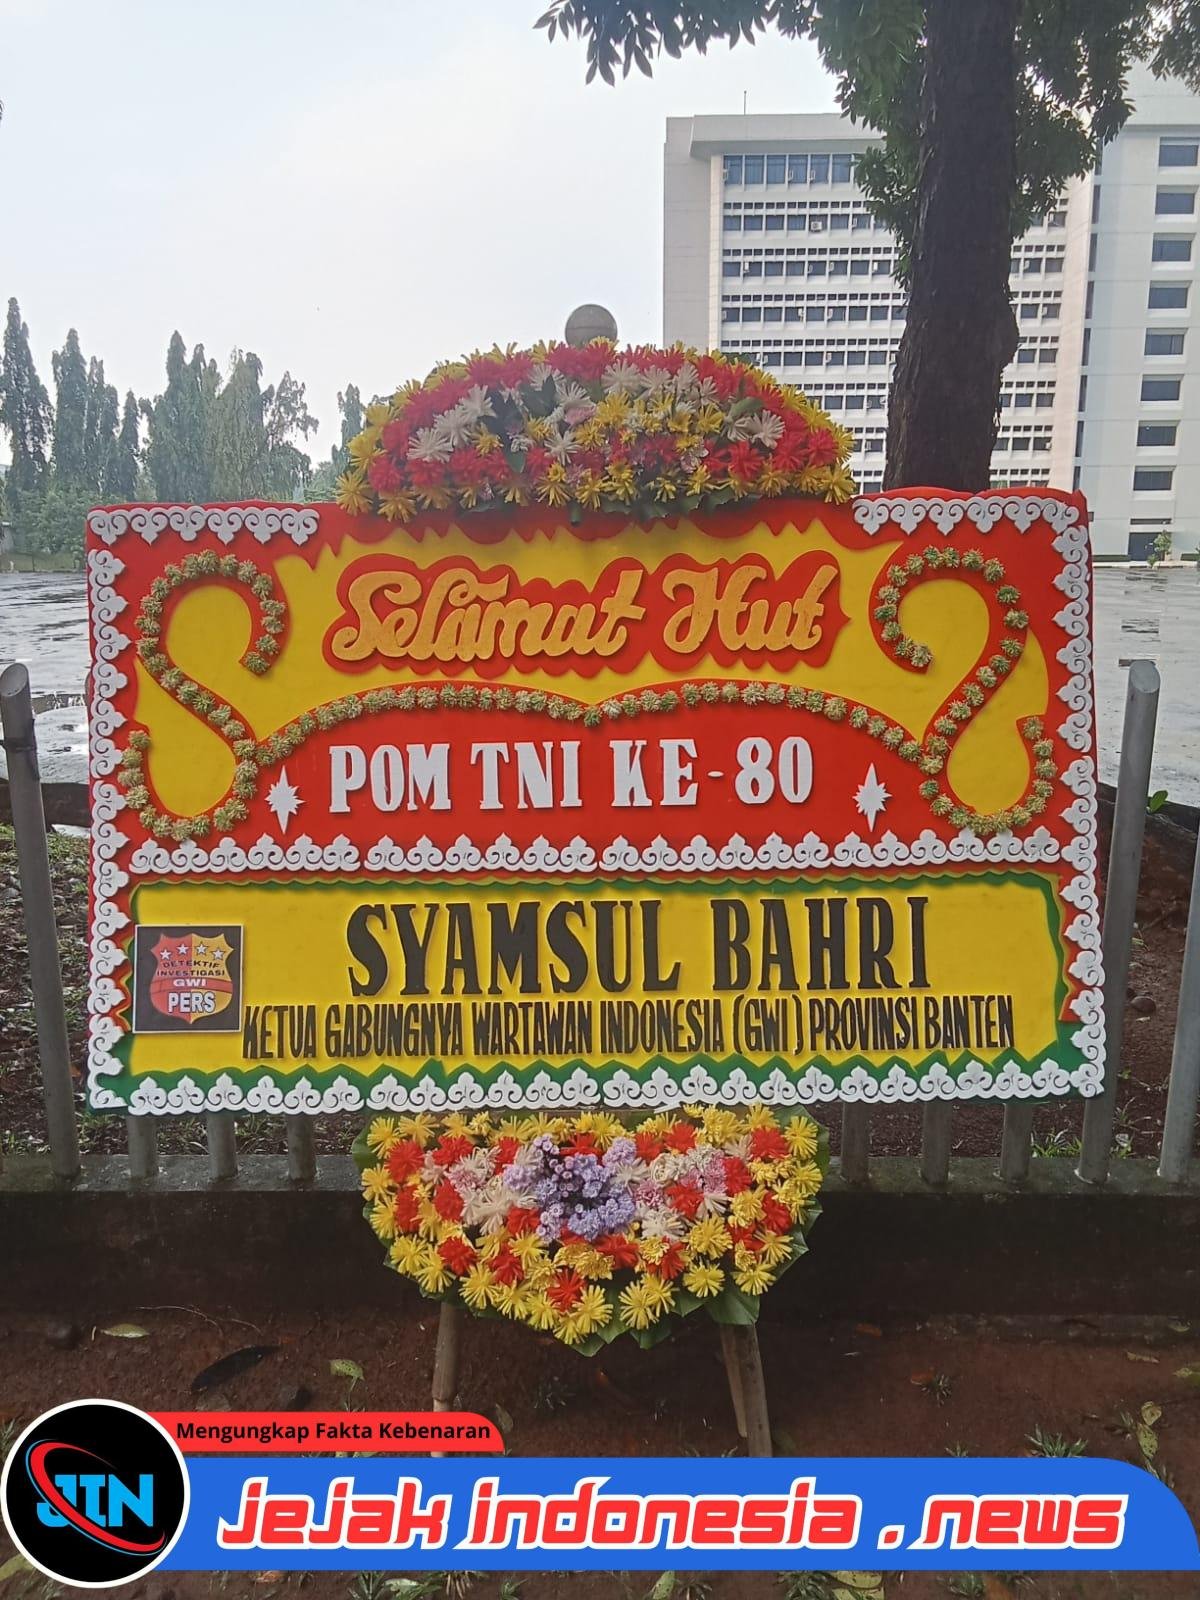 Selamat Hut
POM TNI KE-80
SYAMSUL BAHRI
KETUA GABUNGNYA WARTAWAN INDONESIA (GWI) PROVINSI BANTEN
DETEKTIF
INVESTIGASI
GWI
PERS
Mengungkap Fakta Kebenaran
JIN
Jejak indonesia . news